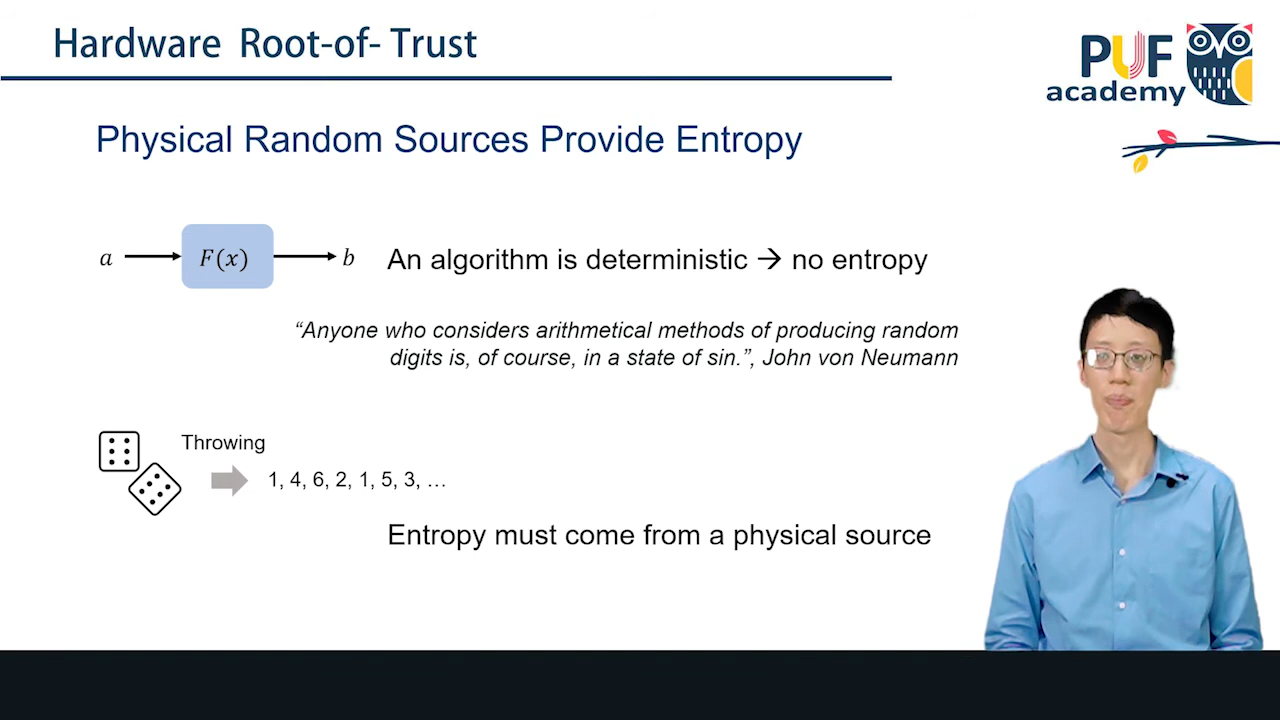 Hardware Root-of- Trust
PUF
academy
Physical Random Sources Provide Entropy
a F(x) b An algorithm is deterministic → no entropy
“Anyone who considers arithmetical methods of producing random
digits is, of course, in a state of sin.”, John von Neumann
Throwing
1, 4, 6, 2, 1, 5, 3, …
Entropy must come from a physical source